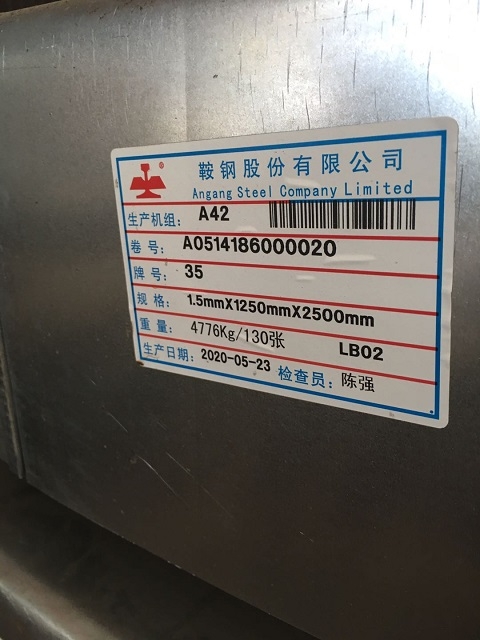 鞍钢股份有限公司
Angang Steel Company Limited
生产机组: A42
卷号: A0514186000020
牌号: 35
规格: 1.5mmX1250mmX2500mm
重量: 4776Kg/130张 LB02
生产日期: 2020-05-23 检查员: 陈强